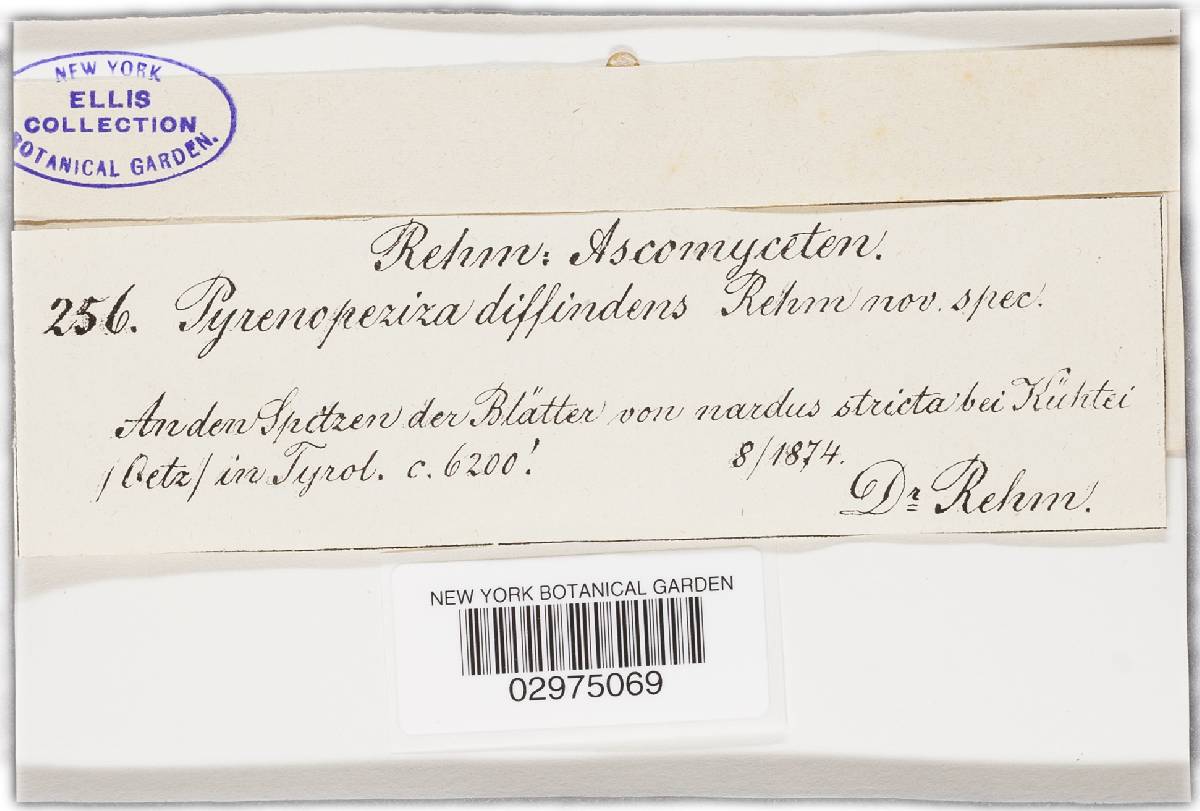 NEW YORK
ELLIS
COLLECTION
BOTANICAL GARDEN.
Rehm: Ascomyceten.
256. Pyrenopeziza diffindens Rehm nov. spec.
An den Spitzen der Blätter von nardus stricta bei Kühtei
/Oetz/ in Tyrol. c. 6200! 8/1874.
Dr Rehm.
NEW YORK BOTANICAL GARDEN
02975069